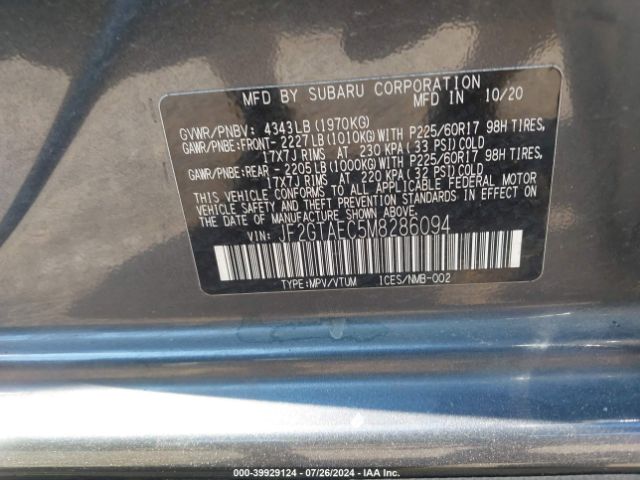 MFD BY SUBARU CORPORATION
MFD IN 10/20
GVWR/PNBV: 4343LB(1970KG)
GAWR/PNBE:FRONT- 2227LB(1010KG)WITH P225/60R17 98H TIRES,
17X7J RIMS AT 230 KPA(33 PSI)COLD
GAWR/PNBE:REAR - 2205LB(1000KG)WITH P225/60R17 98H TIRES,
17X7J RIMS AT 220 KPA(32 PSI)COLD
THIS VEHICLE CONFORMS TO ALL APPLICABLE FEDERAL MOTOR
VEHICLE SAFETY, BUMPER, AND THEFT PREVENTION STANDARDS
IN EFFECT ON THE DATE OF MANUFACTURE SHOWN ABOVE.
VIN: JF2GTAEC5M8286094
TYPE:MPV/VTUM ICES/NMB-002
000-39929124 - 07/26/2024 - IAA Inc.